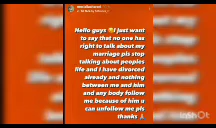 Hello guys 🥺I just want
to say that no one has
right to talk about my
marriage pls stop
talking about peoples
life and I have divorced
already and nothing
between me and him
and any body follow
me because of him u
can unfollow me pls
thanks 🙏
InShOt